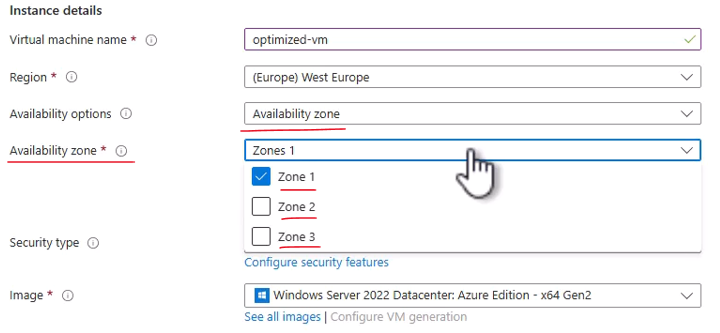 Instance details
Virtual machine name * optimized-vm
Region * (Europe) West Europe
Availability options Availability zone
Availability zone * Zones 1
Zone 1
Zone 2
Zone 3
Security type
Configure security features
Image * Windows Server 2022 Datacenter: Azure Edition - x64 Gen2
See all images | Configure VM generation